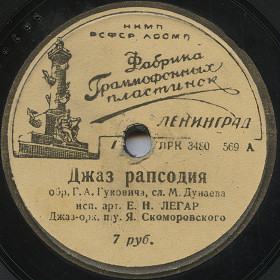 НКМП
РСФСР ЛОСМП
Фабрика
Граммофонных
пластинок
ЛЕНИНГРАД
ЛРК 3480 569 А
Джаз рапсодия
обр. Г. А. Гуковича, сл. М. Дунаева
исп. арт. Е. Н. ЛЕГАР
Джаз-орк. п/у. Я. Скоморовского
7 руб.